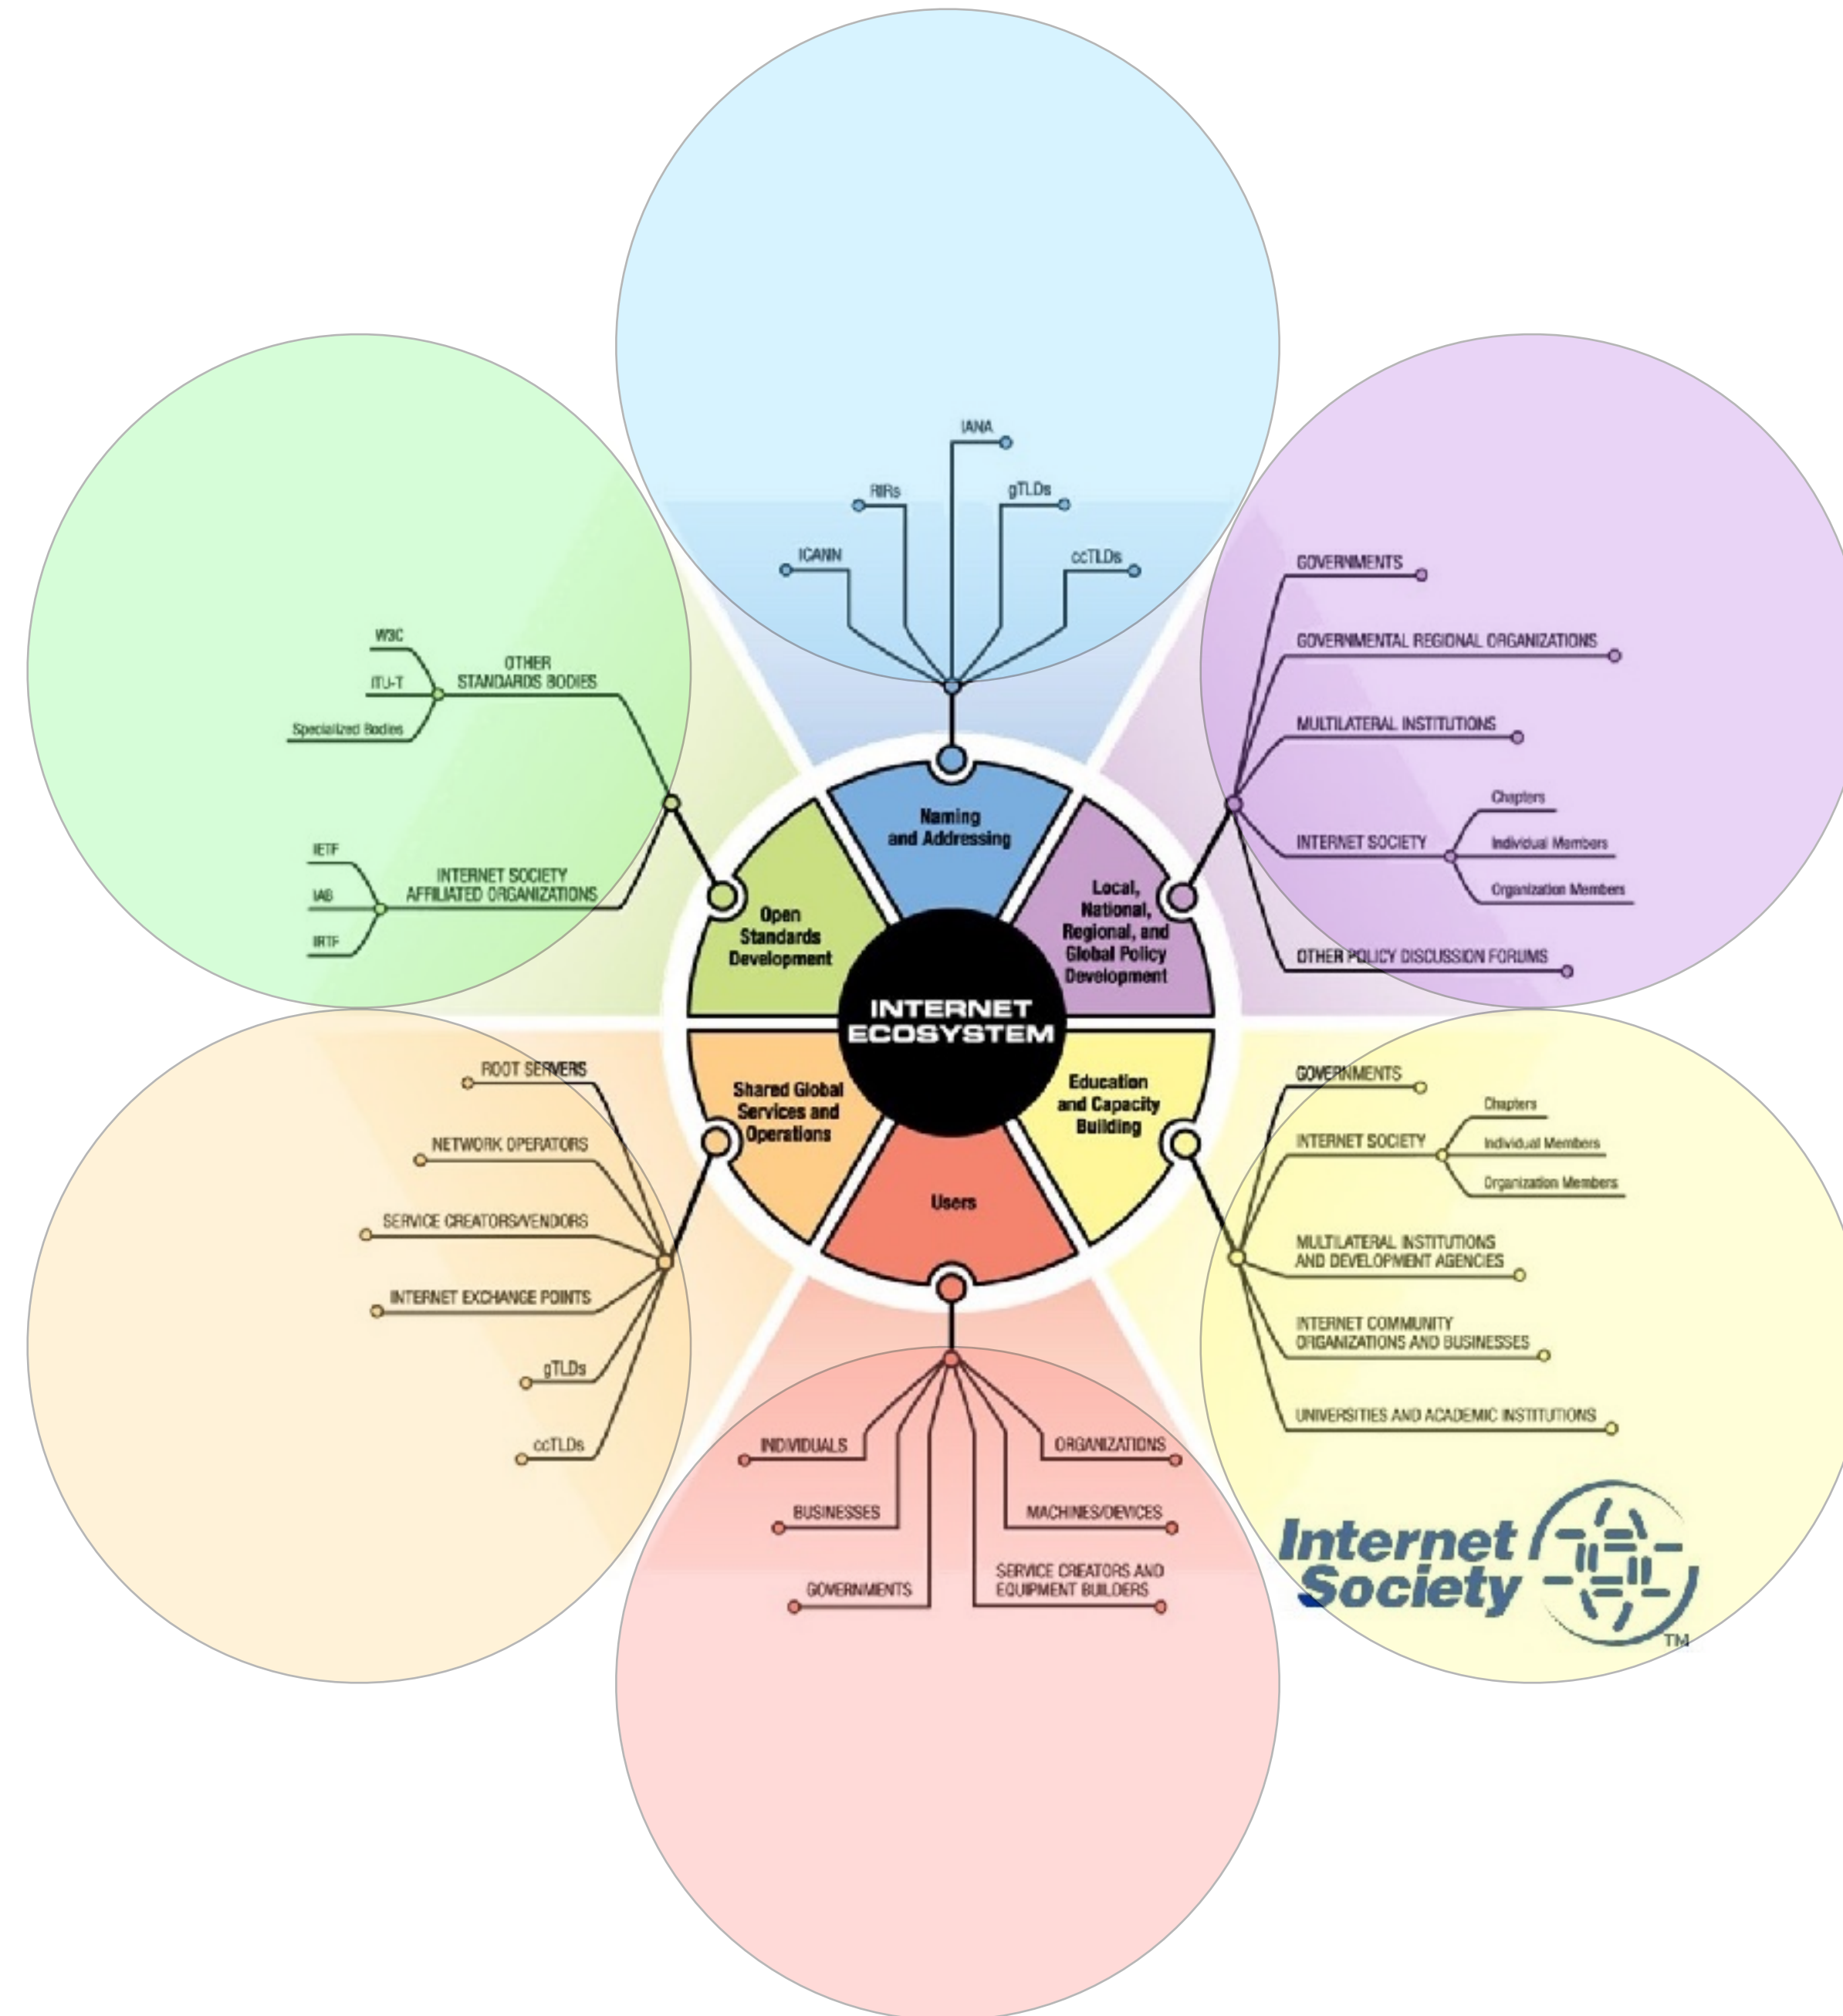 IANA
RIRs
gTLDs
ICANN
ccTLDs
Naming
and Addressing
GOVERNMENTS
GOVERNMENTAL REGIONAL ORGANIZATIONS
MULTILATERAL INSTITUTIONS
Chapters
INTERNET SOCIETY
Individual Members
Organization Members
OTHER POLICY DISCUSSION FORUMS
Local,
National,
Regional, and
Global Policy
Development
W3C
OTHER
STANDARDS BODIES
ITU-T
Specialized Bodies
IETF
INTERNET SOCIETY
AFFILIATED ORGANIZATIONS
IAB
IRTF
Open
Standards
Development
INTERNET
ECOSYSTEM
ROOT SERVERS
NETWORK OPERATORS
SERVICE CREATORS/VENDORS
INTERNET EXCHANGE POINTS
gTLDs
ccTLDs
Shared Global
Services and
Operations
Education
and Capacity
Building
GOVERNMENTS
Chapters
INTERNET SOCIETY
Individual Members
Organization Members
MULTILATERAL INSTITUTIONS
AND DEVELOPMENT AGENCIES
INTERNET COMMUNITY
ORGANIZATIONS AND BUSINESSES
UNIVERSITIES AND ACADEMIC INSTITUTIONS
Users
INDIVIDUALS
ORGANIZATIONS
BUSINESSES
MACHINES/DEVICES
GOVERNMENTS
SERVICE CREATORS AND
EQUIPMENT BUILDERS
Internet
Society
TM